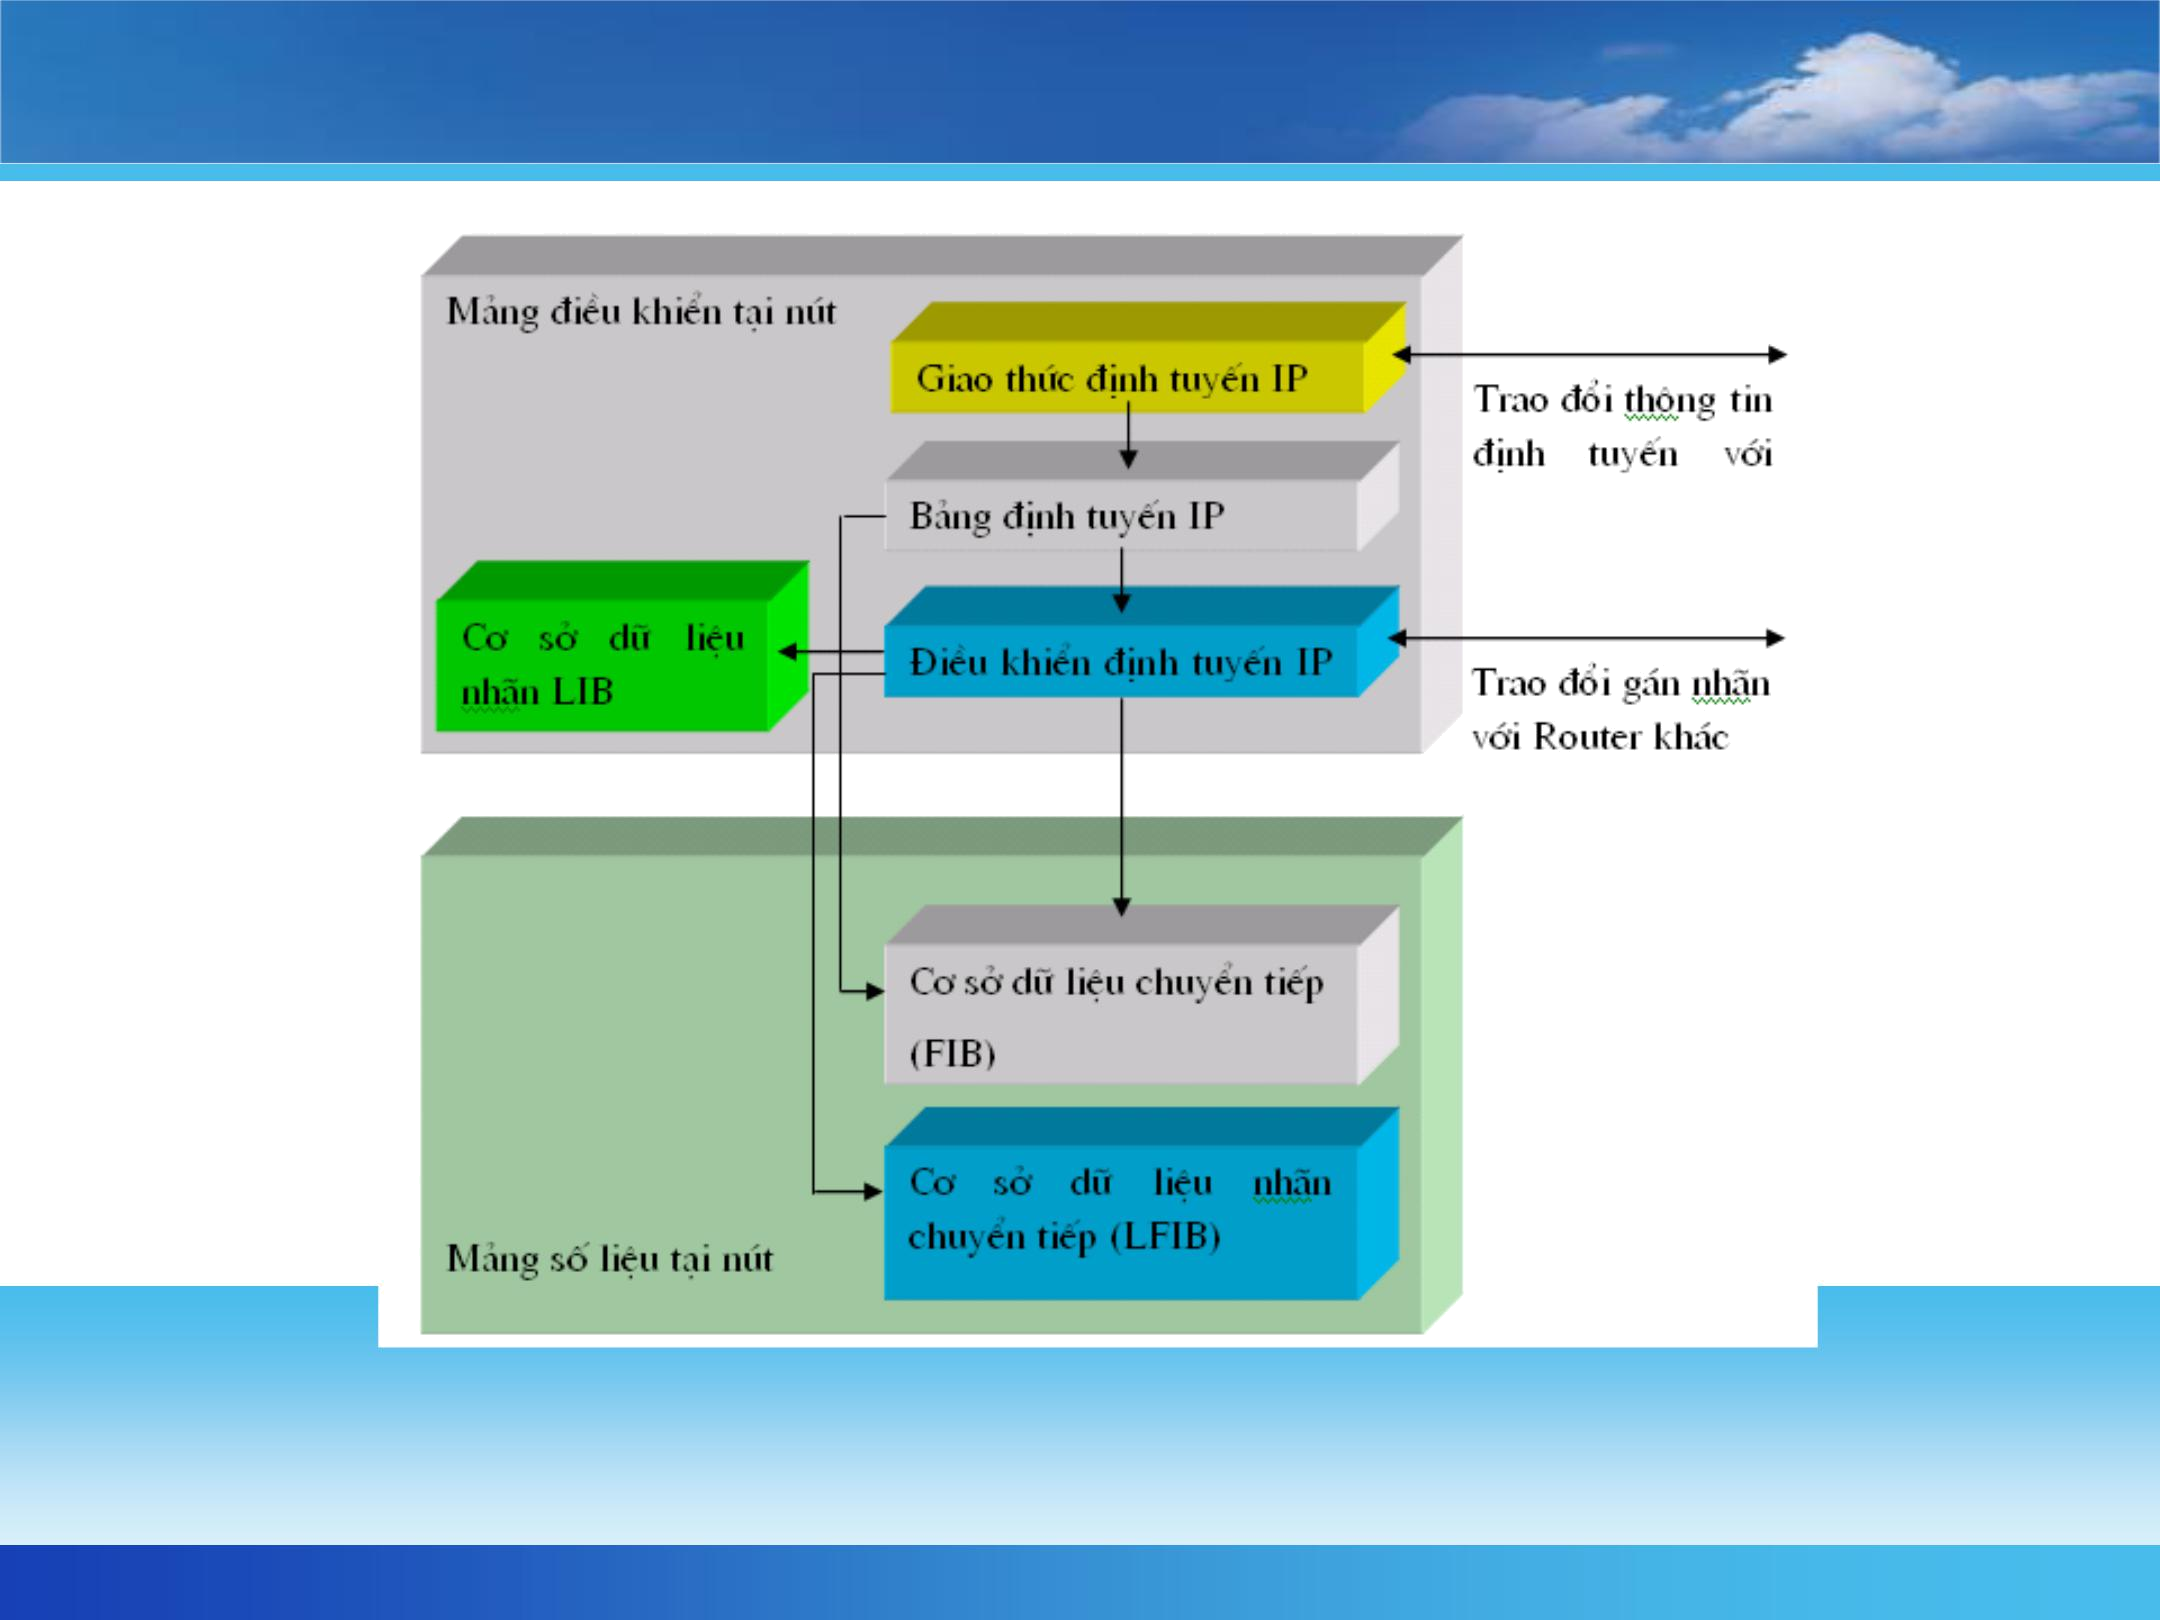 Mảng điều khiển tại nút
Giao thức định tuyến IP
Trao đổi thông tin
định tuyến với
Bảng định tuyến IP
Cơ sở dữ liệu
nhãn LIB
Điều khiển định tuyến IP
Trao đổi gán nhãn
với Router khác
Cơ sở dữ liệu chuyển tiếp
(FIB)
Cơ sở dữ liệu nhãn
chuyển tiếp (LFIB)
Mảng số liệu tại nút